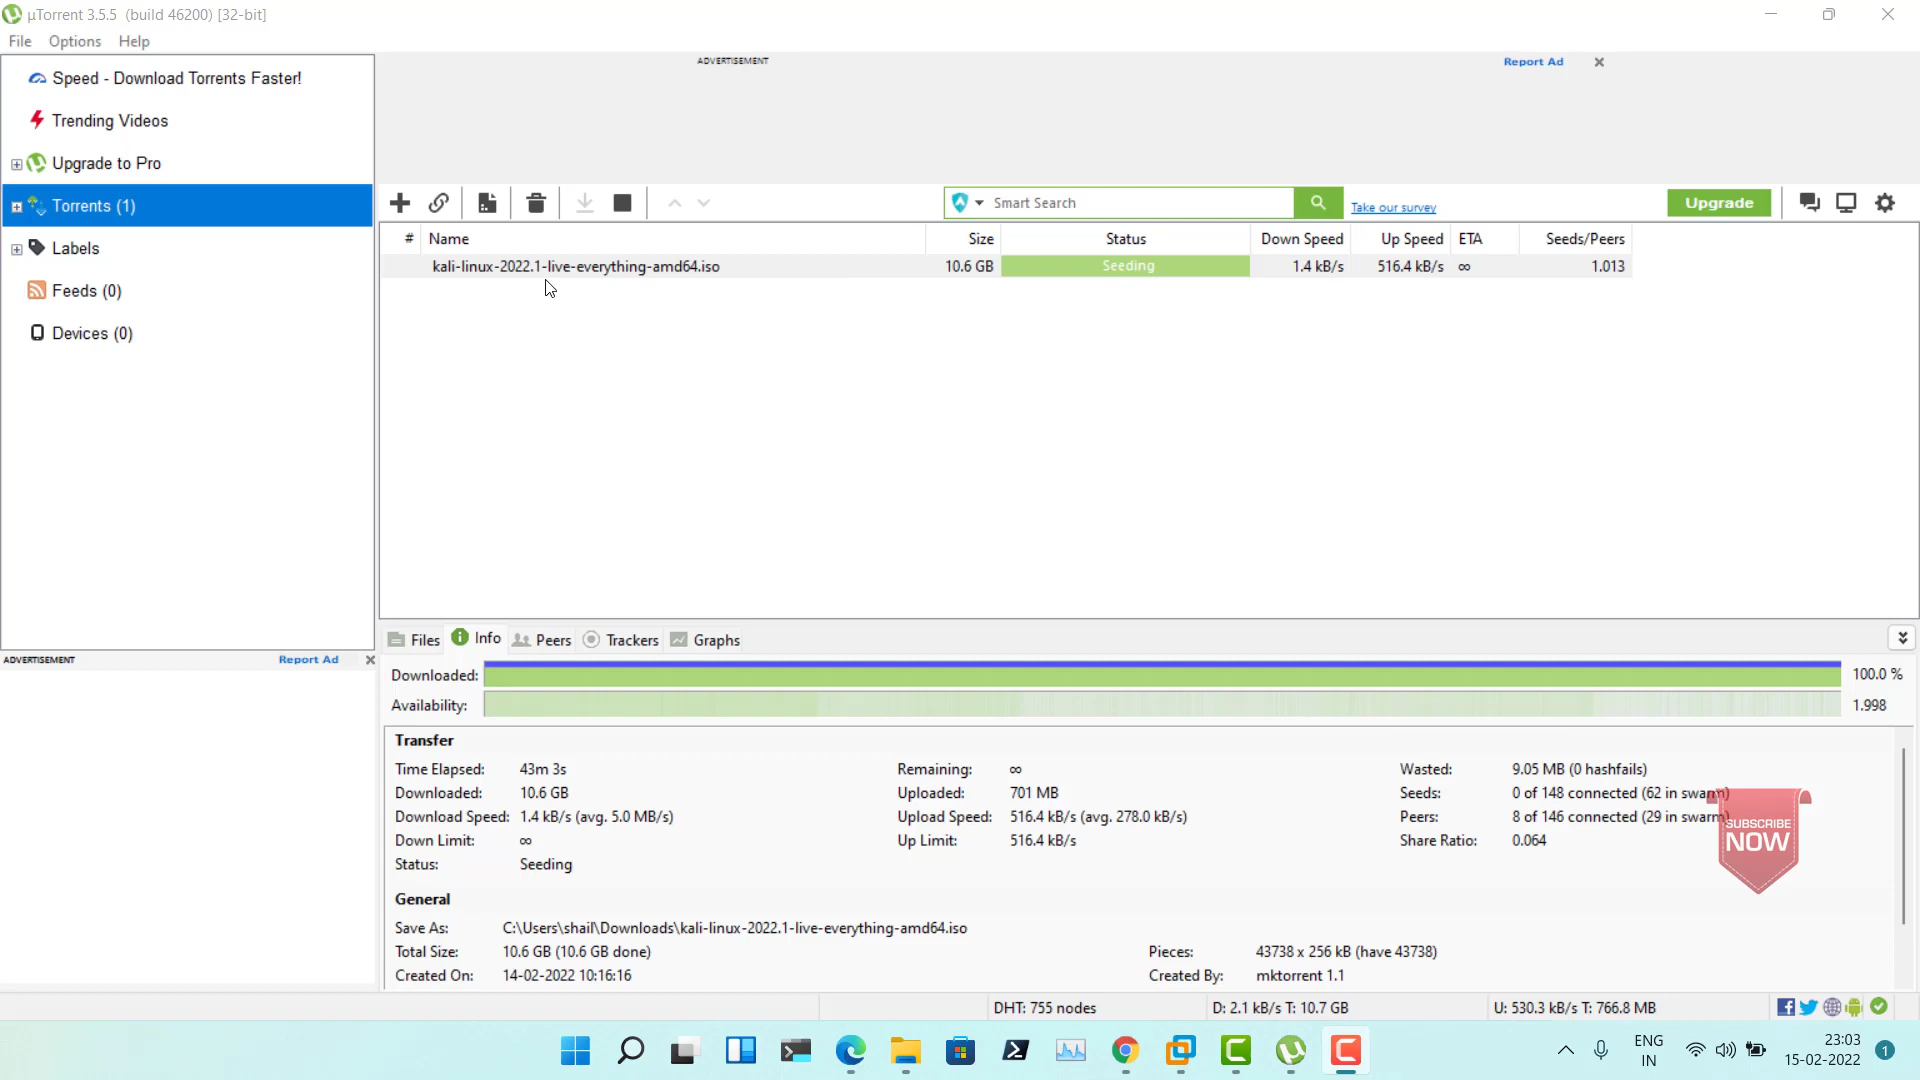 µTorrent 3.5.5 (build 46200) [32-bit]
File Options Help
Speed - Download Torrents Faster!
Trending Videos
Upgrade to Pro
Torrents (1)
Labels
Feeds (0)
Devices (0)
ADVERTISEMENT Report Ad
ADVERTISEMENT Report Ad
Smart Search
Take our survey
Upgrade
# Name Size Status Down Speed Up Speed ETA Seeds/Peers
kali-linux-2022.1-live-everything-amd64.iso 10.6 GB Seeding 1.4 kB/s 516.4 kB/s ∞ 1.013
Files Info Peers Trackers Graphs
Downloaded: 100.0 %
Availability: 1.998
Transfer
Time Elapsed: 43m 3s Remaining: ∞ Wasted: 9.05 MB (0 hashfails)
Downloaded: 10.6 GB Uploaded: 701 MB Seeds: 0 of 148 connected (62 in swarm)
Download Speed: 1.4 kB/s (avg. 5.0 MB/s) Upload Speed: 516.4 kB/s (avg. 278.0 kB/s) Peers: 8 of 146 connected (29 in swarm)
Down Limit: ∞ Up Limit: 516.4 kB/s Share Ratio: 0.064
Status: Seeding
SUBSCRIBE
NOW
General
Save As: C:\Users\shail\Downloads\kali-linux-2022.1-live-everything-amd64.iso
Total Size: 10.6 GB (10.6 GB done) Pieces: 43738 x 256 kB (have 43738)
Created On: 14-02-2022 10:16:16 Created By: mktorrent 1.1
DHT: 755 nodes D: 2.1 kB/s T: 10.7 GB U: 530.3 kB/s T: 766.8 MB
ENG
IN
23:03
15-02-2022
1